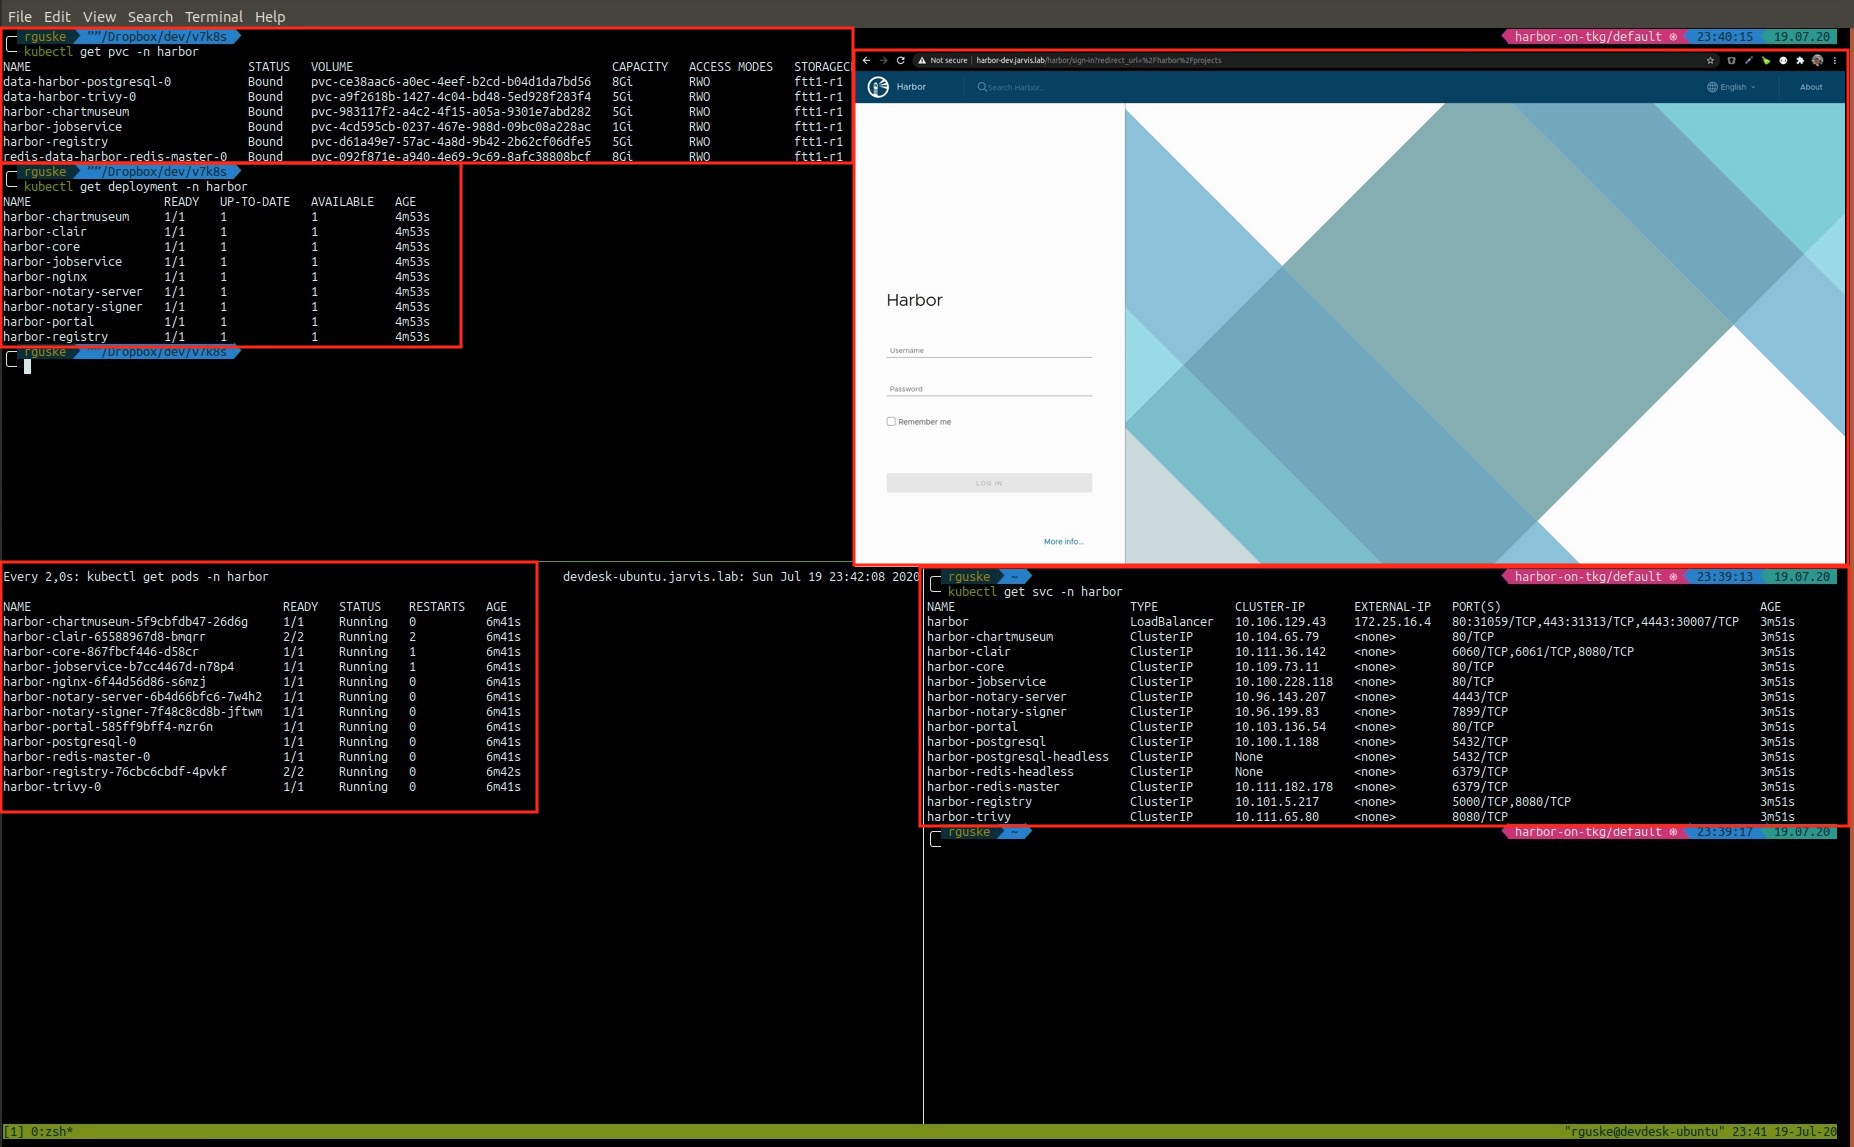 File Edit View Search Terminal Help
rguske ~/Dropbox/dev/v7k8s
harbor-on-tkg/default ⎈ 23:40:15 19.07.20
kubectl get pvc -n harbor
NAME STATUS VOLUME CAPACITY ACCESS MODES STORAGECL
data-harbor-postgresql-0 Bound pvc-ce38aac6-a0ec-4eef-b2cd-b04d1da7bd56 8Gi RWO ftt1-r1
data-harbor-trivy-0 Bound pvc-a9f2618b-1427-4c04-bd48-5ed928f283f4 5Gi RWO ftt1-r1
harbor-chartmuseum Bound pvc-983117f2-a4c2-4f15-a05a-9301e7abd282 5Gi RWO ftt1-r1
harbor-jobservice Bound pvc-4cd595cb-0237-467e-988d-09bc08a228ac 1Gi RWO ftt1-r1
harbor-registry Bound pvc-d61a49e7-57ac-4a8d-9b42-2b62cf06dfe5 5Gi RWO ftt1-r1
redis-data-harbor-redis-master-0 Bound pvc-092f871e-a940-4e69-9c69-8afc38808bcf 8Gi RWO ftt1-r1
rguske ~/Dropbox/dev/v7k8s
kubectl get deployment -n harbor
NAME READY UP-TO-DATE AVAILABLE AGE
harbor-chartmuseum 1/1 1 1 4m53s
harbor-clair 1/1 1 1 4m53s
harbor-core 1/1 1 1 4m53s
harbor-jobservice 1/1 1 1 4m53s
harbor-nginx 1/1 1 1 4m53s
harbor-notary-server 1/1 1 1 4m53s
harbor-notary-signer 1/1 1 1 4m53s
harbor-portal 1/1 1 1 4m53s
harbor-registry 1/1 1 1 4m53s
rguske ~/Dropbox/dev/v7k8s
Not secure harbor-dev.jarvis.lab/harbor/sign-in?redirect_url=%2Fharbor%2Fprojects
Harbor Search Harbor... English About
Harbor
Username
Password
Remember me
LOG IN
More info...
Every 2,0s: kubectl get pods -n harbor devdesk-ubuntu.jarvis.lab: Sun Jul 19 23:42:08 2020
NAME READY STATUS RESTARTS AGE
harbor-chartmuseum-5f9cbfdb47-26d6g 1/1 Running 0 6m41s
harbor-clair-65588967d8-bmqrr 2/2 Running 2 6m41s
harbor-core-867fbcf446-d58cr 1/1 Running 1 6m41s
harbor-jobservice-b7cc4467d-n78p4 1/1 Running 1 6m41s
harbor-nginx-6f44d56d86-s6mzj 1/1 Running 0 6m41s
harbor-notary-server-6b4d66bfc6-7w4h2 1/1 Running 0 6m41s
harbor-notary-signer-7f48c8cd8b-jftwm 1/1 Running 0 6m41s
harbor-portal-585ff9bff4-mzr6n 1/1 Running 0 6m41s
harbor-postgresql-0 1/1 Running 0 6m41s
harbor-redis-master-0 1/1 Running 0 6m41s
harbor-registry-76cbc6cbdf-4pvkf 2/2 Running 0 6m42s
harbor-trivy-0 1/1 Running 0 6m41s
rguske ~ harbor-on-tkg/default ⎈ 23:39:13 19.07.20
kubectl get svc -n harbor
NAME TYPE CLUSTER-IP EXTERNAL-IP PORT(S) AGE
harbor LoadBalancer 10.106.129.43 172.25.16.4 80:31059/TCP,443:31313/TCP,4443:30007/TCP 3m51s
harbor-chartmuseum ClusterIP 10.104.65.79 <none> 80/TCP 3m51s
harbor-clair ClusterIP 10.111.36.142 <none> 6060/TCP,6061/TCP,8080/TCP 3m51s
harbor-core ClusterIP 10.109.73.11 <none> 80/TCP 3m51s
harbor-jobservice ClusterIP 10.100.228.118 <none> 80/TCP 3m51s
harbor-notary-server ClusterIP 10.96.143.207 <none> 4443/TCP 3m51s
harbor-notary-signer ClusterIP 10.96.199.83 <none> 7899/TCP 3m51s
harbor-portal ClusterIP 10.103.136.54 <none> 80/TCP 3m51s
harbor-postgresql ClusterIP 10.100.1.188 <none> 5432/TCP 3m51s
harbor-postgresql-headless ClusterIP None <none> 5432/TCP 3m51s
harbor-redis-headless ClusterIP None <none> 6379/TCP 3m51s
harbor-redis-master ClusterIP 10.111.182.178 <none> 6379/TCP 3m51s
harbor-registry ClusterIP 10.101.5.217 <none> 5000/TCP,8080/TCP 3m51s
harbor-trivy ClusterIP 10.111.65.80 <none> 8080/TCP 3m51s
rguske ~ harbor-on-tkg/default ⎈ 23:39:17 19.07.20
[1] 0:zsh* "rguske@devdesk-ubuntu" 23:41 19-Jul-20